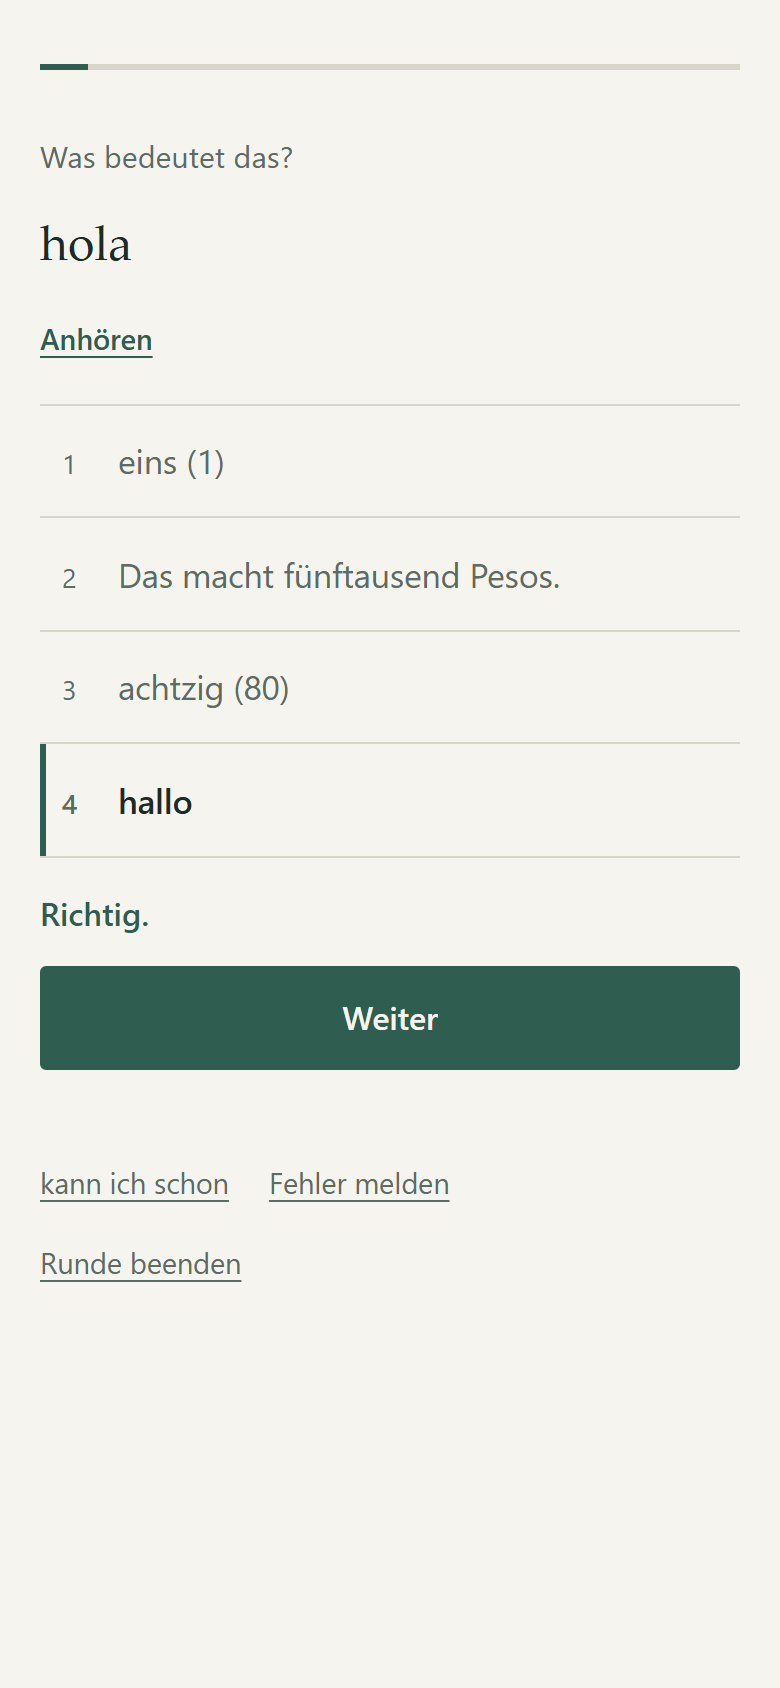 Was bedeutet das?
hola
Anhören
1 eins (1)
2 Das macht fünftausend Pesos.
3 achtzig (80)
4 hallo
Richtig.
Weiter
kann ich schon Fehler melden
Runde beenden